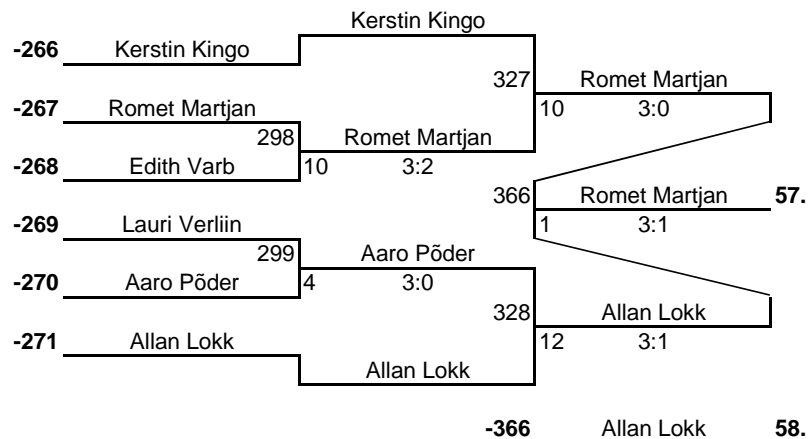 Kerstin Kingo
-266 Kerstin Kingo
327 Romet Martjan
-267 Romet Martjan 10 3:0
298 Romet Martjan
-268 Edith Varb 10 3:2
366 Romet Martjan 57.
-269 Lauri Verliin 1 3:1
299 Aaro Põder
-270 Aaro Põder 4 3:0
328 Allan Lokk
-271 Allan Lokk 12 3:1
Allan Lokk
-366 Allan Lokk 58.